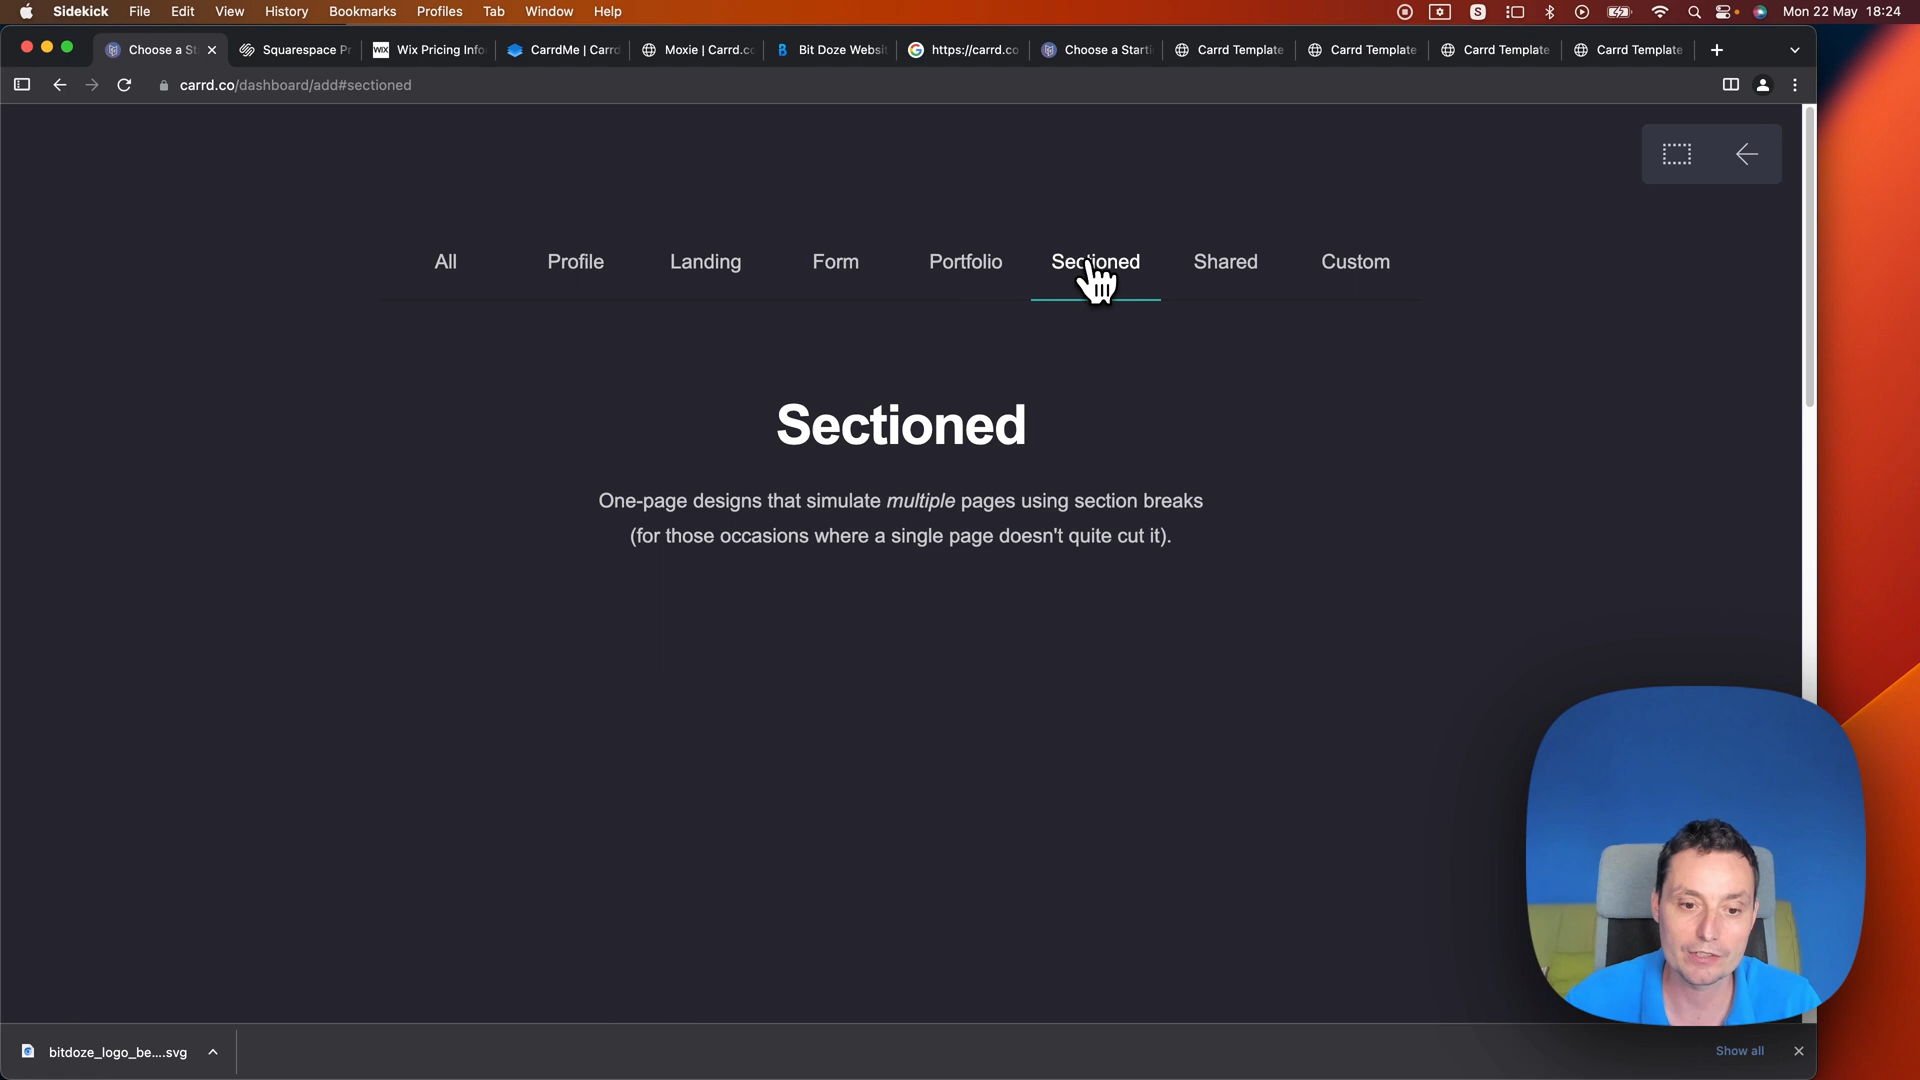 Sidekick File Edit View History Bookmarks Profiles Tab Window Help Mon 22 May 18:24
Choose a St Squarespace Pr WIX Wix Pricing Info CarrdMe | Carrd Moxie | Carrd.co Bit Doze Websit https://carrd.co Choose a Starti Carrd Template Carrd Template Carrd Template Carrd Template
carrd.co/dashboard/add#sectioned
All Profile Landing Form Portfolio Sectioned Shared Custom
Sectioned
One-page designs that simulate multiple pages using section breaks
(for those occasions where a single page doesn't quite cut it).
bitdoze_logo_be....svg Show all